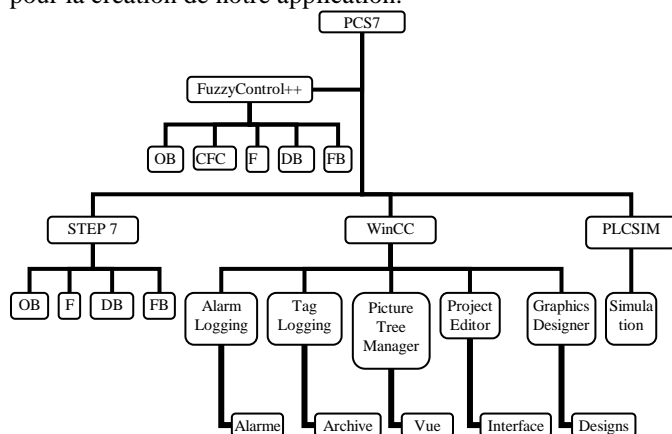 pour la création de notre application.
PCS7
FuzzyControl++
OB CFC F DB FB
STEP 7 WinCC PLCSIM
OB F DB FB
Alarm
Logging
Tag
Logging
Picture
Tree
Manager
Project
Editor
Graphics
Designer
Simula
tion
Alarme Archive Vue Interface Designs